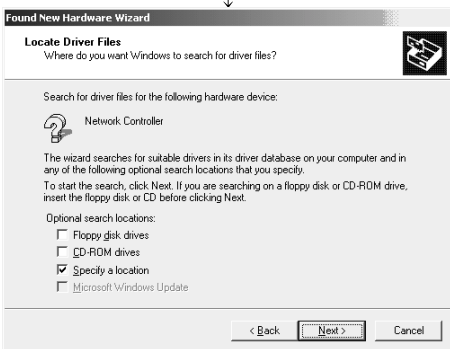 Found New Hardware Wizard
Locate Driver Files
Where do you want Windows to search for driver files?
Search for driver files for the following hardware device:
Network Controller
The wizard searches for suitable drivers in its driver database on your computer and in
any of the following optional search locations that you specify.
To start the search, click Next. If you are searching on a floppy disk or CD-ROM drive,
insert the floppy disk or CD before clicking Next.
Optional search locations:
Floppy disk drives
CD-ROM drives
Specify a location
Microsoft Windows Update
< Back Next > Cancel